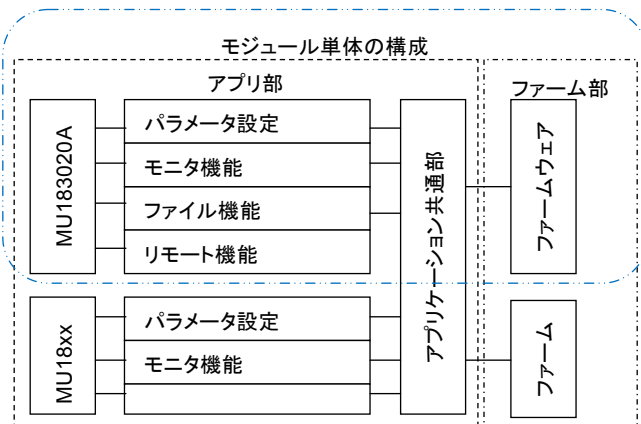 モジュール単体の構成
アプリ部
ファーム部
MU183020A
パラメータ設定
モニタ機能
ファイル機能
リモート機能
アプリケーション共通部
ファームウェア
MU18xx
パラメータ設定
モニタ機能
ファーム